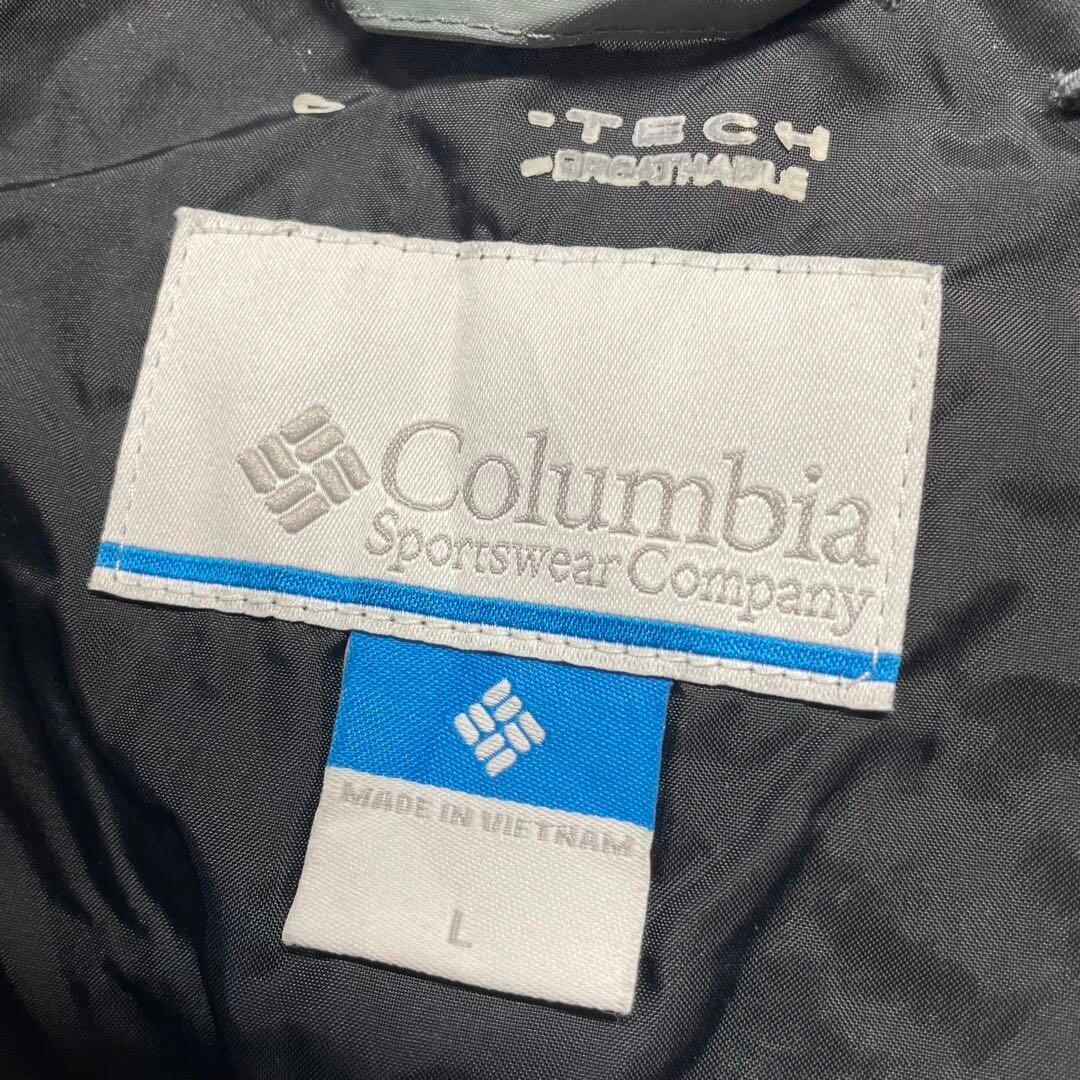 -TECH
BREATHABLE
Columbia
Sportswear Company
MADE IN VIETNAM
L